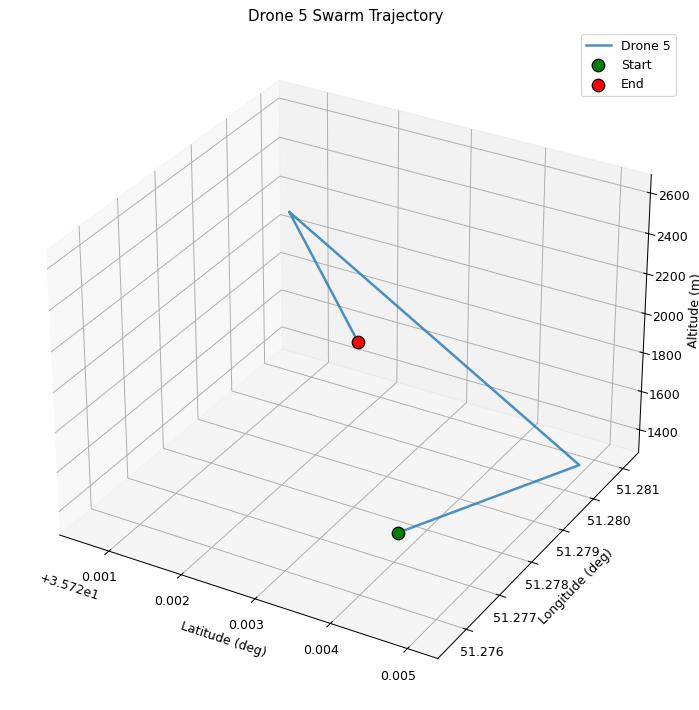 Drone 5 Swarm Trajectory
Drone 5
Start
End
2600
2400
2200
2000
1800
1600
1400
Altitude (m)
51.281
51.280
51.279
51.278
51.277
51.276
Longitude (deg)
+3.572e1
0.001
0.002
0.003
0.004
0.005
Latitude (deg)